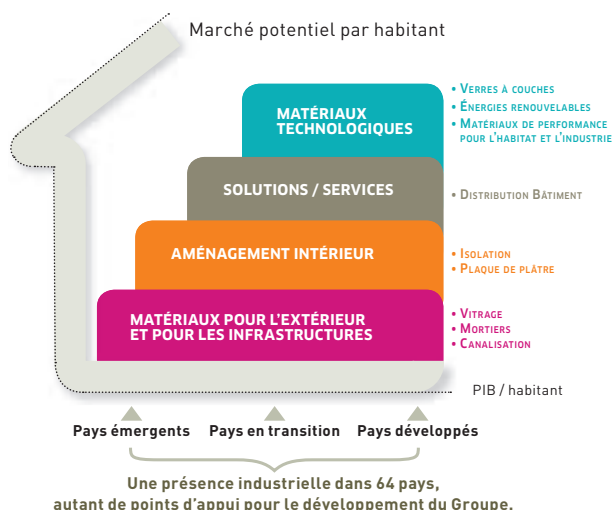 Marché potentiel par habitant
MATÉRIAUX
TECHNOLOGIQUES
• VERRES À COUCHES
• ÉNERGIES RENOUVELABLES
• MATÉRIAUX DE PERFORMANCE
POUR L'HABITAT ET L'INDUSTRIE
SOLUTIONS / SERVICES
• DISTRIBUTION BÂTIMENT
AMÉNAGEMENT INTÉRIEUR
• ISOLATION
• PLAQUE DE PLÂTRE
MATÉRIAUX POUR L'EXTÉRIEUR
ET POUR LES INFRASTRUCTURES
• VITRAGE
• MORTIERS
• CANALISATION
PIB / habitant
Pays émergents Pays en transition Pays développés
Une présence industrielle dans 64 pays,
autant de points d'appui pour le développement du Groupe.